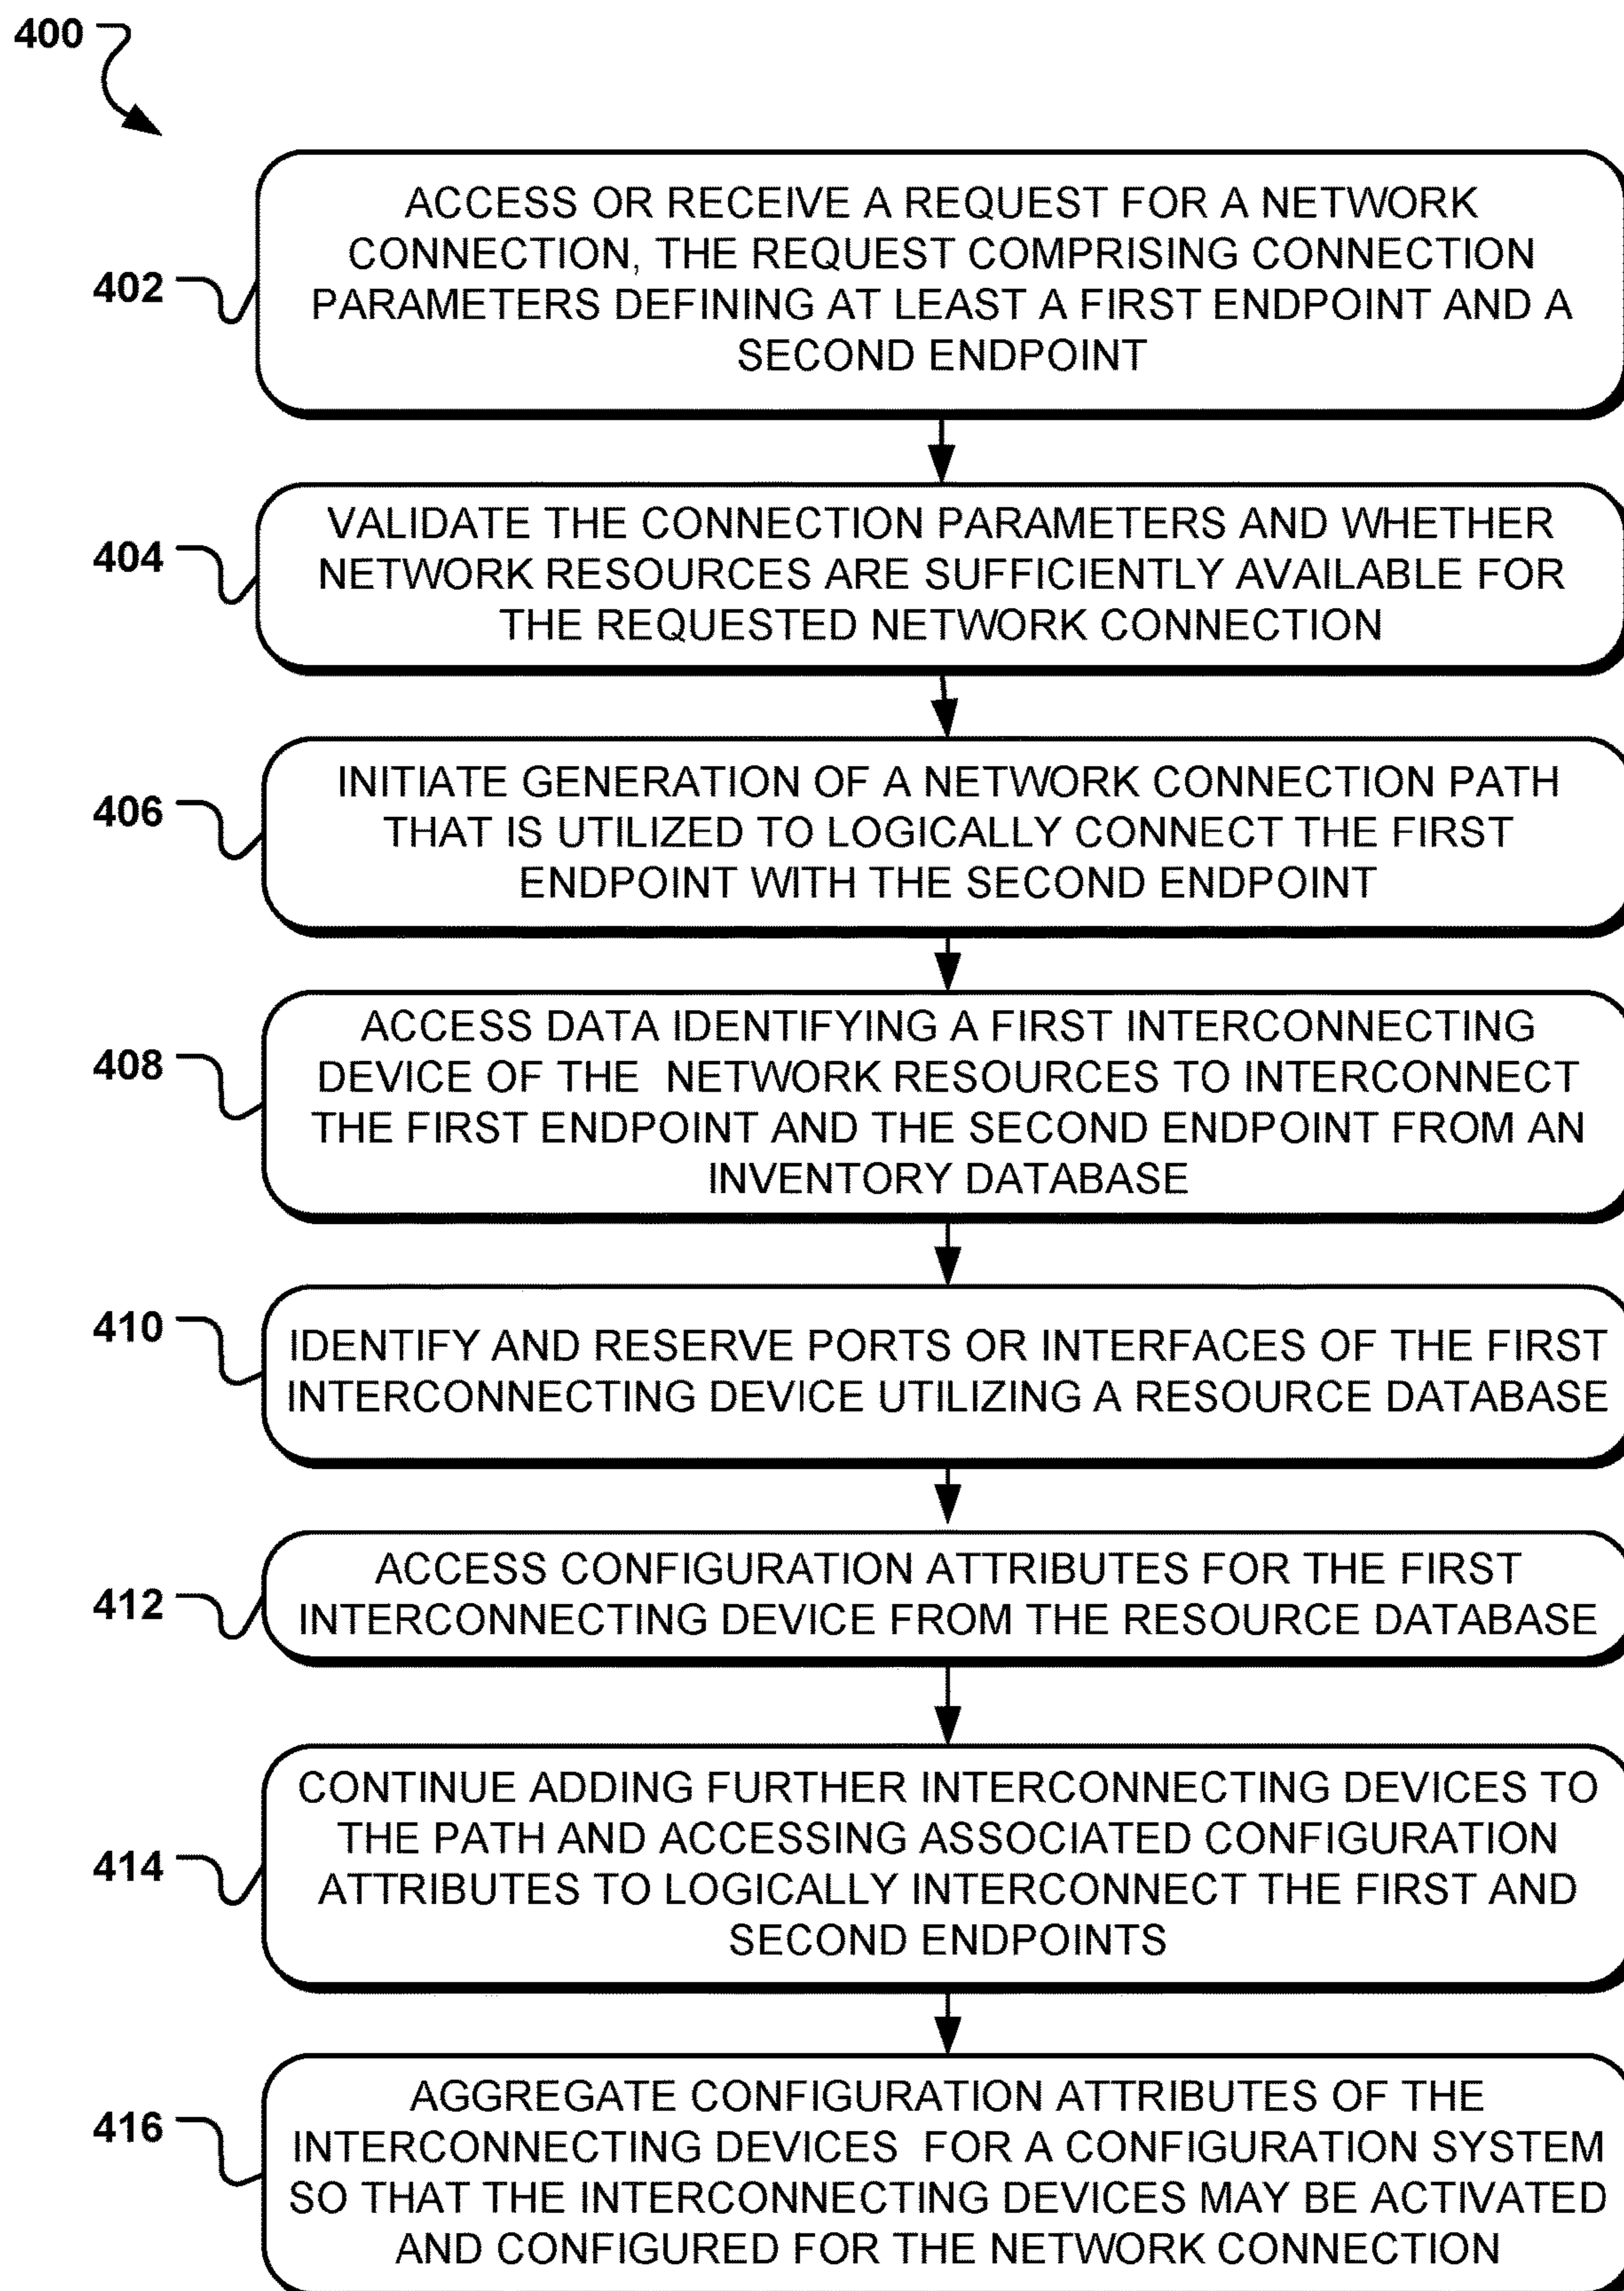 400
402
ACCESS OR RECEIVE A REQUEST FOR A NETWORK
CONNECTION, THE REQUEST COMPRISING CONNECTION
PARAMETERS DEFINING AT LEAST A FIRST ENDPOINT AND A
SECOND ENDPOINT
404
VALIDATE THE CONNECTION PARAMETERS AND WHETHER
NETWORK RESOURCES ARE SUFFICIENTLY AVAILABLE FOR
THE REQUESTED NETWORK CONNECTION
406
INITIATE GENERATION OF A NETWORK CONNECTION PATH
THAT IS UTILIZED TO LOGICALLY CONNECT THE FIRST
ENDPOINT WITH THE SECOND ENDPOINT
408
ACCESS DATA IDENTIFYING A FIRST INTERCONNECTING
DEVICE OF THE NETWORK RESOURCES TO INTERCONNECT
THE FIRST ENDPOINT AND THE SECOND ENDPOINT FROM AN
INVENTORY DATABASE
410
IDENTIFY AND RESERVE PORTS OR INTERFACES OF THE FIRST
INTERCONNECTING DEVICE UTILIZING A RESOURCE DATABASE
412
ACCESS CONFIGURATION ATTRIBUTES FOR THE FIRST
INTERCONNECTING DEVICE FROM THE RESOURCE DATABASE
414
CONTINUE ADDING FURTHER INTERCONNECTING DEVICES TO
THE PATH AND ACCESSING ASSOCIATED CONFIGURATION
ATTRIBUTES TO LOGICALLY INTERCONNECT THE FIRST AND
SECOND ENDPOINTS
416
AGGREGATE CONFIGURATION ATTRIBUTES OF THE
INTERCONNECTING DEVICES FOR A CONFIGURATION SYSTEM
SO THAT THE INTERCONNECTING DEVICES MAY BE ACTIVATED
AND CONFIGURED FOR THE NETWORK CONNECTION